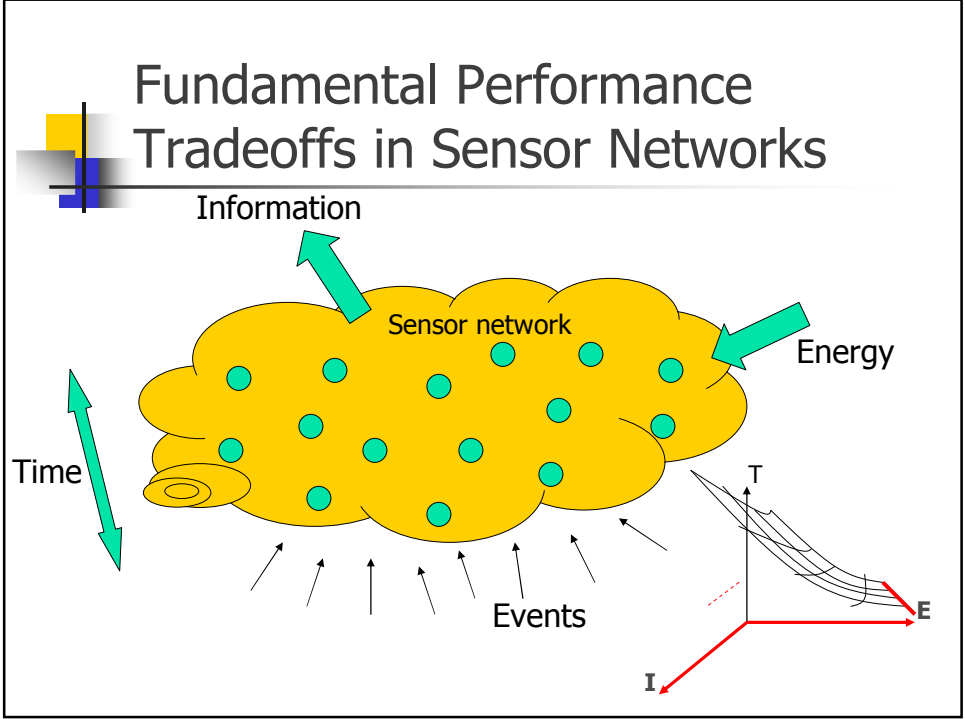 Fundamental Performance
Tradeoffs in Sensor Networks
Information
Sensor network
Energy
Time
T
Events
E
I